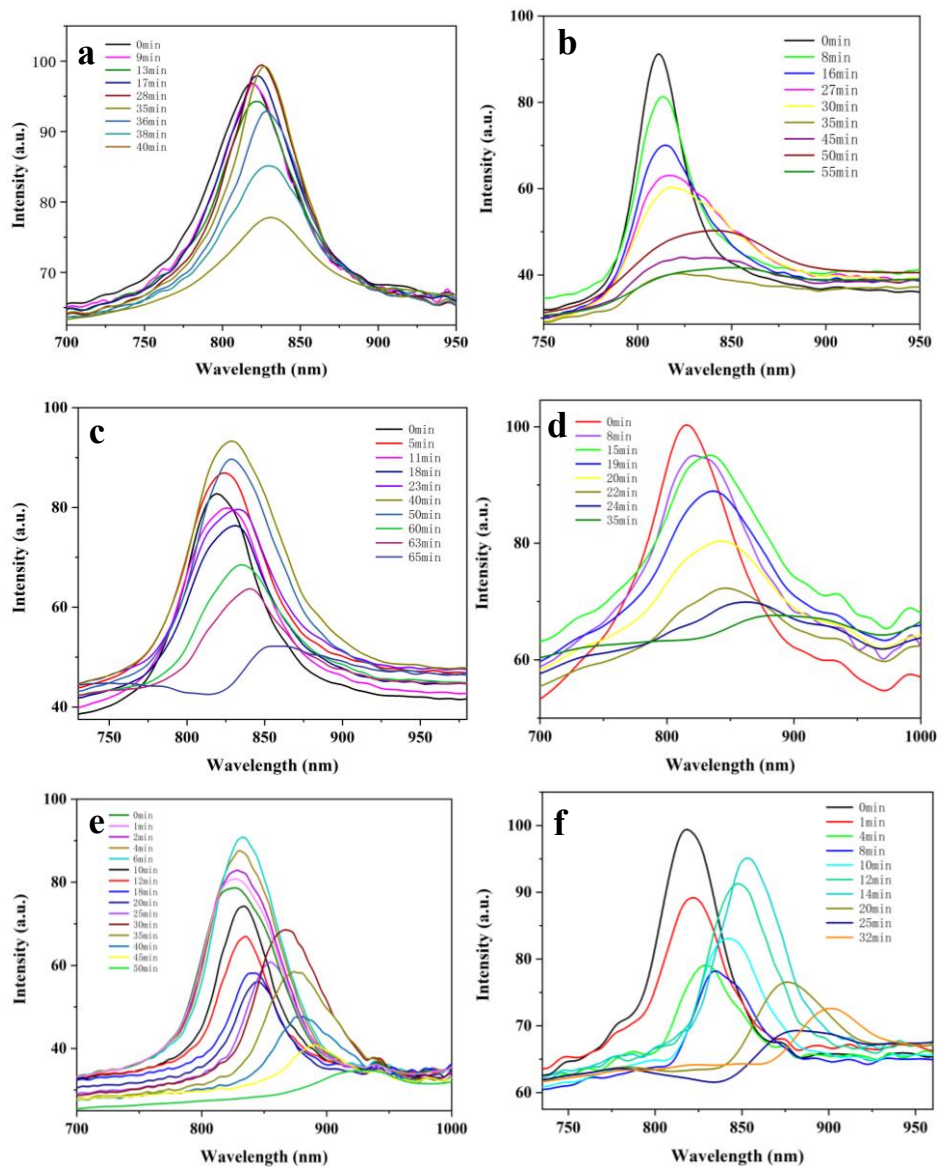 a
0min
9min
13min
17min
28min
35min
36min
38min
40min
100
90
80
70
Intensity (a.u.)
700 750 800 850 900 950
Wavelength (nm)
b
0min
8min
16min
27min
30min
35min
45min
50min
55min
100
80
60
40
Intensity (a.u.)
750 800 850 900 950
Wavelength (nm)
c
0min
5min
11min
18min
23min
40min
50min
60min
63min
65min
100
80
60
40
Intensity (a.u.)
750 800 850 900 950
Wavelength (nm)
d
0min
8min
15min
19min
20min
22min
24min
35min
100
80
60
Intensity (a.u.)
700 800 900 1000
Wavelength (nm)
e
0min
1min
2min
4min
6min
10min
12min
18min
20min
25min
30min
35min
40min
45min
50min
100
80
60
40
Intensity (a.u.)
700 800 900 1000
Wavelength (nm)
f
0min
1min
4min
8min
10min
12min
14min
20min
25min
32min
100
90
80
70
60
Intensity (a.u.)
750 800 850 900 950
Wavelength (nm)